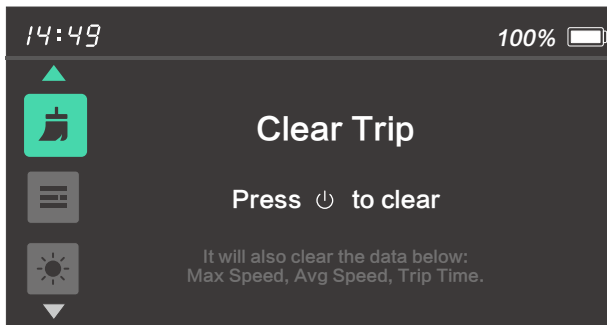 14:49
100%
Clear Trip
Press ⏻ to clear
It will also clear the data below:
Max Speed, Avg Speed, Trip Time.